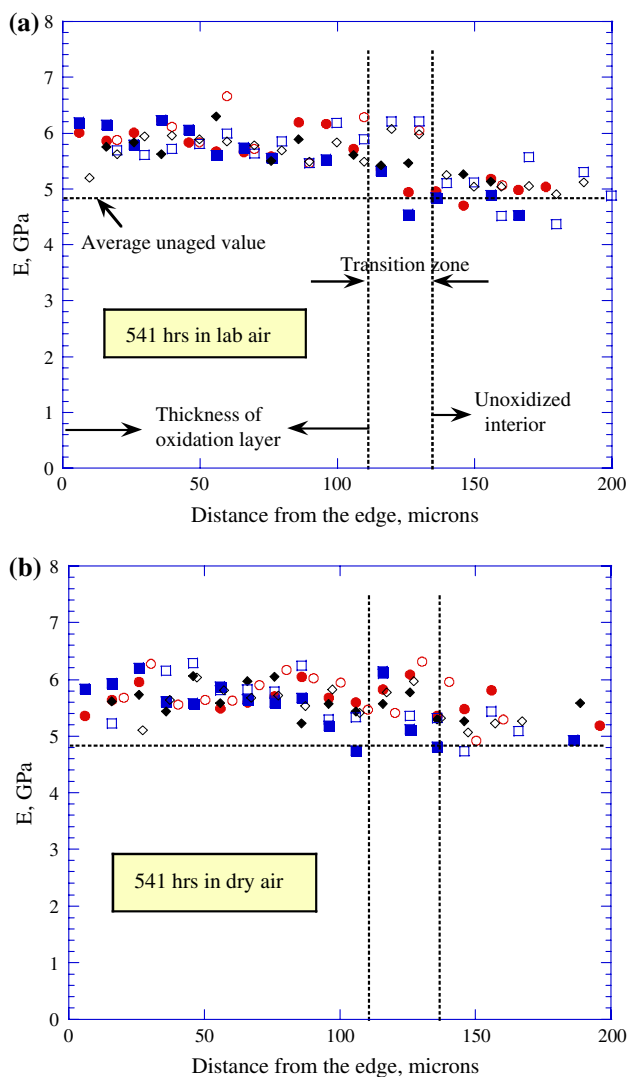 (a)
8
7
6
5
4
3
2
1
0
E, GPa
Average unaged value
Transition zone
541 hrs in lab air
Thickness of
oxidation layer
Unoxidized
interior
0 50 100 150 200
Distance from the edge, microns
(b)
8
7
6
5
4
3
2
1
0
E, GPa
541 hrs in dry air
0 50 100 150 200
Distance from the edge, microns